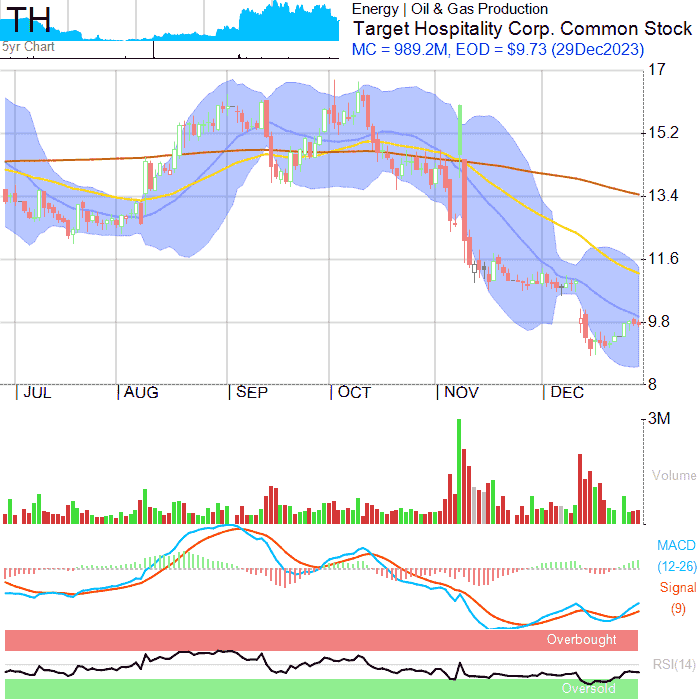 TH
5yr Chart
Energy | Oil & Gas Production
Target Hospitality Corp. Common Stock
MC = 989.2M, EOD = $9.73 (29Dec2023)
17
15.2
13.4
11.6
9.8
8
JUL AUG SEP OCT NOV DEC
3M
Volume
MACD
(12-26)
Signal
(9)
Overbought
RSI(14)
Oversold